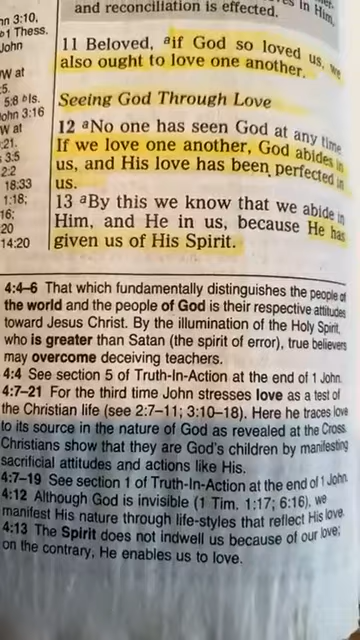 and reconciliation is effected.
in Him,
11 Beloved, aif God so loved us, we
also ought to love one another.
Seeing God Through Love
12 aNo one has seen God at any time.
If we love one another, God abides in
us, and His love has been perfected in
us.
13 aBy this we know that we abide in
Him, and He in us, because He has
given us of His Spirit.
nn 3:10,
b1 Thess.
John
W at
5.
5:8 bIs.
ohn 3:16
W at
21.
3:5
2:2
18:33
1:18;
16;
20
14:20
4:4–6 That which fundamentally distinguishes the people of
the world and the people of God is their respective attitudes
toward Jesus Christ. By the illumination of the Holy Spirit,
who is greater than Satan (the spirit of error), true believers
may overcome deceiving teachers.
4:4 See section 5 of Truth-In-Action at the end of 1 John.
4:7–21 For the third time John stresses love as a test of
the Christian life (see 2:7–11; 3:10–18). Here he traces love
to its source in the nature of God as revealed at the Cross.
Christians show that they are God's children by manifesting
sacrificial attitudes and actions like His.
4:7–19 See section 1 of Truth-In-Action at the end of 1 John.
4:12 Although God is invisible (1 Tim. 1:17; 6:16), we
manifest His nature through life-styles that reflect His love.
4:13 The Spirit does not indwell us because of our love;
on the contrary, He enables us to love.